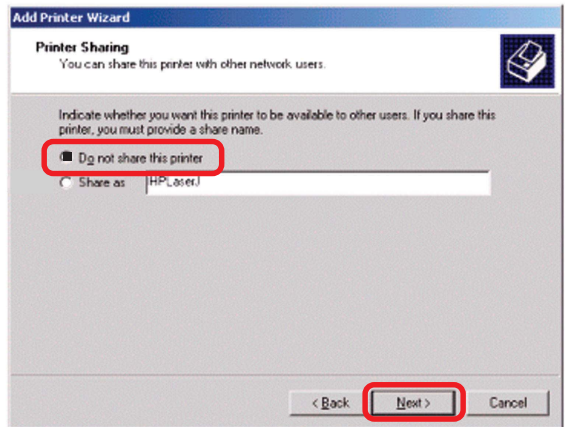 Add Printer Wizard
Printer Sharing
You can share this printer with other network users.
Indicate whether you want this printer to be available to other users. If you share this
printer, you must provide a share name.
Do not share this printer
Share as HPLaserJ
< Back Next > Cancel